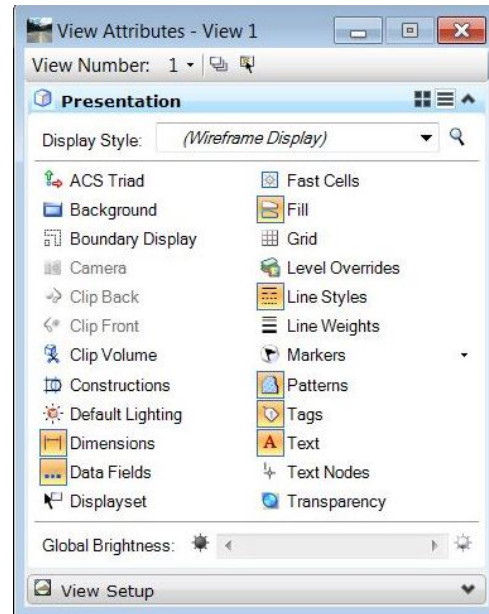 View Attributes - View 1
View Number: 1
Presentation
Display Style: (Wireframe Display)
ACS Triad
Background
Boundary Display
Camera
Clip Back
Clip Front
Clip Volume
Constructions
Default Lighting
Dimensions
Data Fields
Displayset
Fast Cells
Fill
Grid
Level Overrides
Line Styles
Line Weights
Markers
Patterns
Tags
A Text
Text Nodes
Transparency
Global Brightness:
View Setup